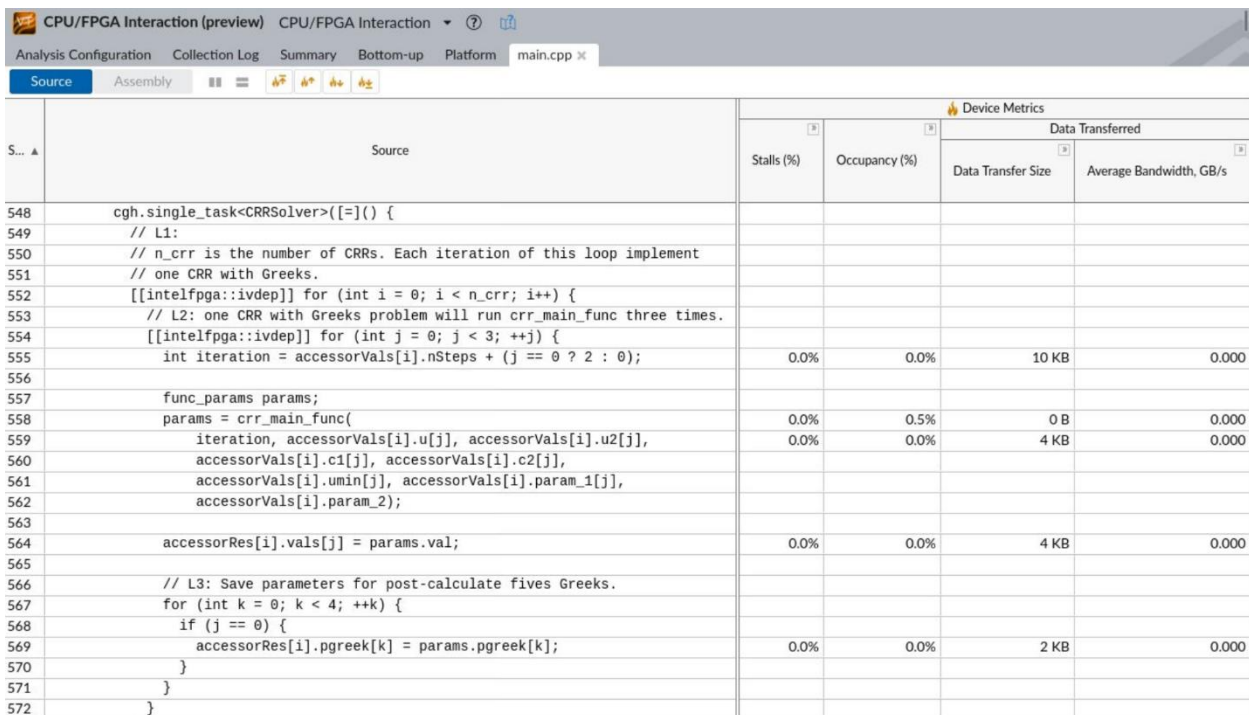 CPU/FPGA Interaction (preview) CPU/FPGA Interaction ?
Analysis Configuration Collection Log Summary Bottom-up Platform main.cpp
Source Assembly
S... Source Device Metrics
Stalls (%) Occupancy (%) Data Transferred
Data Transfer Size Average Bandwidth, GB/s
548 cgh.single_task<CRRSolver>([=]() {
549 // L1:
550 // n_crr is the number of CRRs. Each iteration of this loop implement
551 // one CRR with Greeks.
552 [[intelfpga::ivdep]] for (int i = 0; i < n_crr; i++) {
553 // L2: one CRR with Greeks problem will run crr_main_func three times.
554 [[intelfpga::ivdep]] for (int j = 0; j < 3; ++j) {
555 int iteration = accessorVals[i].nSteps + (j == 0 ? 2 : 0); 0.0% 0.0% 10 KB 0.000
556
557 func_params params;
558 params = crr_main_func( 0.0% 0.5% 0 B 0.000
559 iteration, accessorVals[i].u[j], accessorVals[i].u2[j], 0.0% 0.0% 4 KB 0.000
560 accessorVals[i].c1[j], accessorVals[i].c2[j],
561 accessorVals[i].umin[j], accessorVals[i].param_1[j],
562 accessorVals[i].param_2);
563
564 accessorRes[i].vals[j] = params.val; 0.0% 0.0% 4 KB 0.000
565
566 // L3: Save parameters for post-calculate fives Greeks.
567 for (int k = 0; k < 4; ++k) {
568 if (j == 0) {
569 accessorRes[i].pgreek[k] = params.pgreek[k]; 0.0% 0.0% 2 KB 0.000
570 }
571 }
572 }